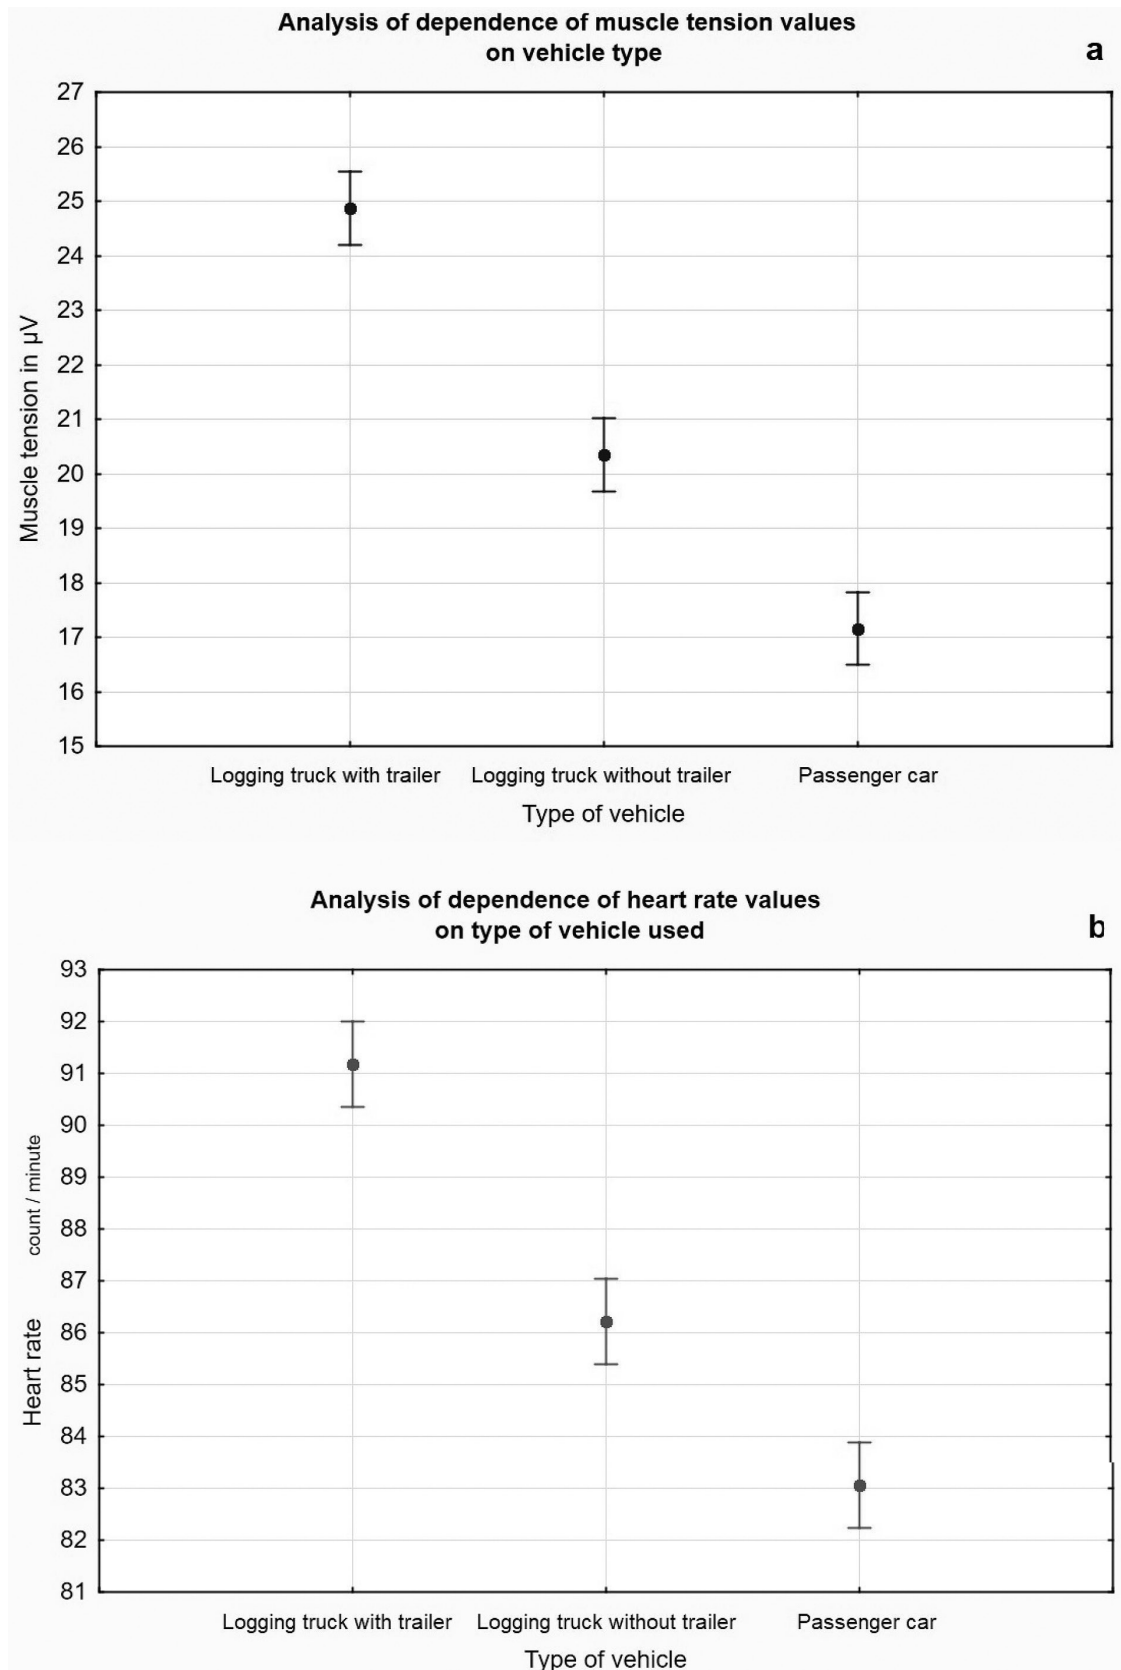 Analysis of dependence of muscle tension values
on vehicle type
a
27
26
25
24
23
22
21
20
19
18
17
16
15
Muscle tension in µV
Logging truck with trailer Logging truck without trailer Passenger car
Type of vehicle
Analysis of dependence of heart rate values
on type of vehicle used
b
93
92
91
90
89
88
87
86
85
84
83
82
81
Heart rate count / minute
Logging truck with trailer Logging truck without trailer Passenger car
Type of vehicle